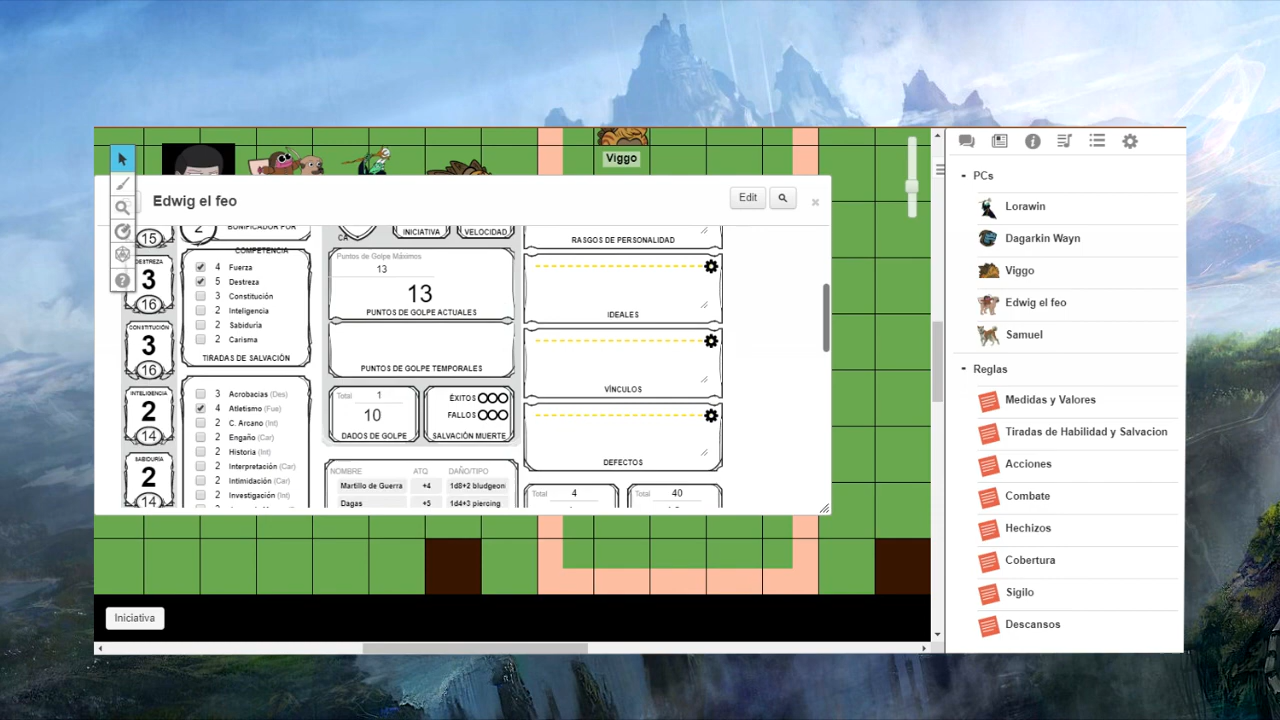 Viggo
Edwig el feo
Edit
15
2
BONIFICADOR POR
COMPETENCIA
DESTREZA
3
16
CONSTITUCIÓN
3
16
INTELIGENCIA
2
14
SABIDURÍA
2
14
4 Fuerza
5 Destreza
3 Constitución
2 Inteligencia
2 Sabiduría
2 Carisma
TIRADAS DE SALVACIÓN
3 Acrobacias (Des)
4 Atletismo (Fue)
2 C. Arcano (Int)
2 Engaño (Car)
2 Historia (Int)
2 Interpretación (Car)
2 Intimidación (Car)
2 Investigación (Int)
CA
INICIATIVA
VELOCIDAD
Puntos de Golpe Máximos
13
13
PUNTOS DE GOLPE ACTUALES
PUNTOS DE GOLPE TEMPORALES
Total 1
10
DADOS DE GOLPE
ÉXITOS
FALLOS
SALVACIÓN MUERTE
NOMBRE ATQ DAÑO/TIPO
Martillo de Guerra +4 1d8+2 bludgeon
Dagas +5 1d4+3 piercing
RASGOS DE PERSONALIDAD
IDEALES
VÍNCULOS
DEFECTOS
Total 4
Total 40
Iniciativa
PCs
Lorawin
Dagarkin Wayn
Viggo
Edwig el feo
Samuel
Reglas
Medidas y Valores
Tiradas de Habilidad y Salvacion
Acciones
Combate
Hechizos
Cobertura
Sigilo
Descansos